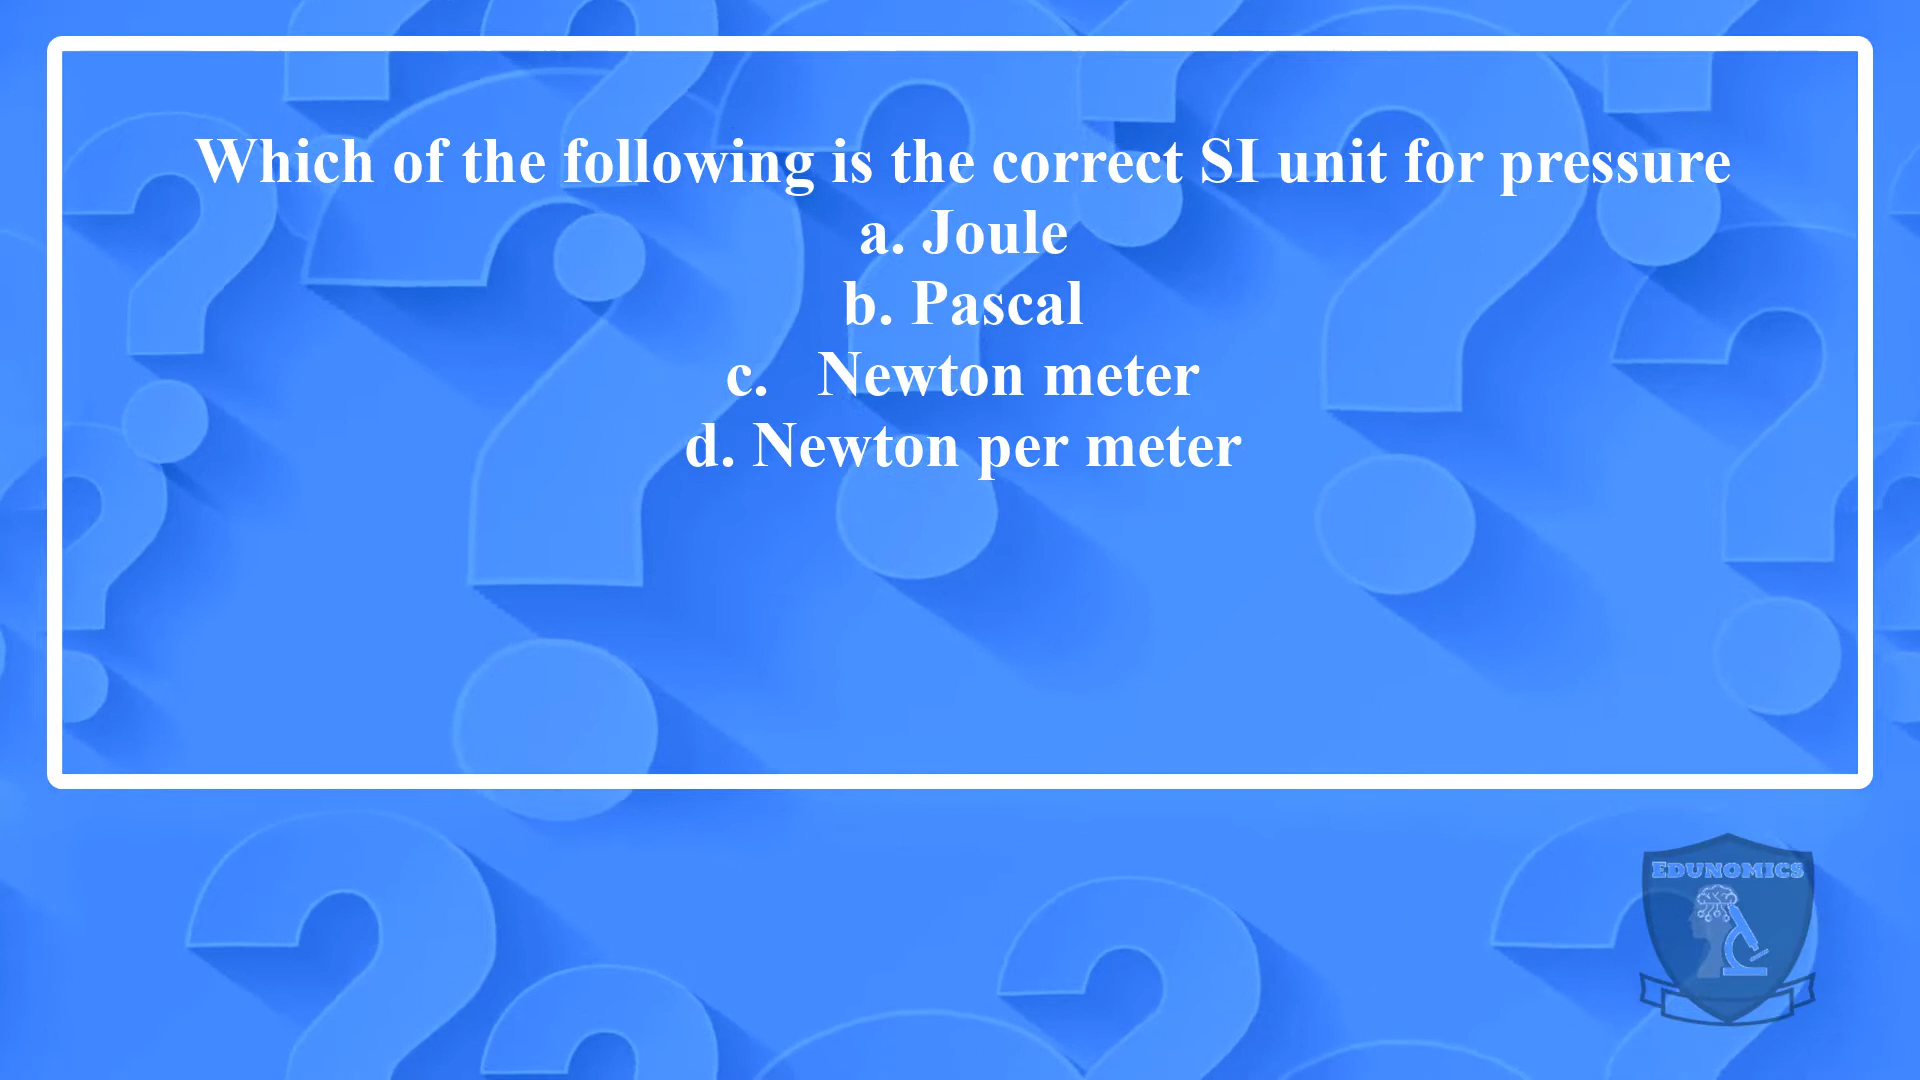 Which of the following is the correct SI unit for pressure
a. Joule
b. Pascal
c. Newton meter
d. Newton per meter
EDUNOMICS